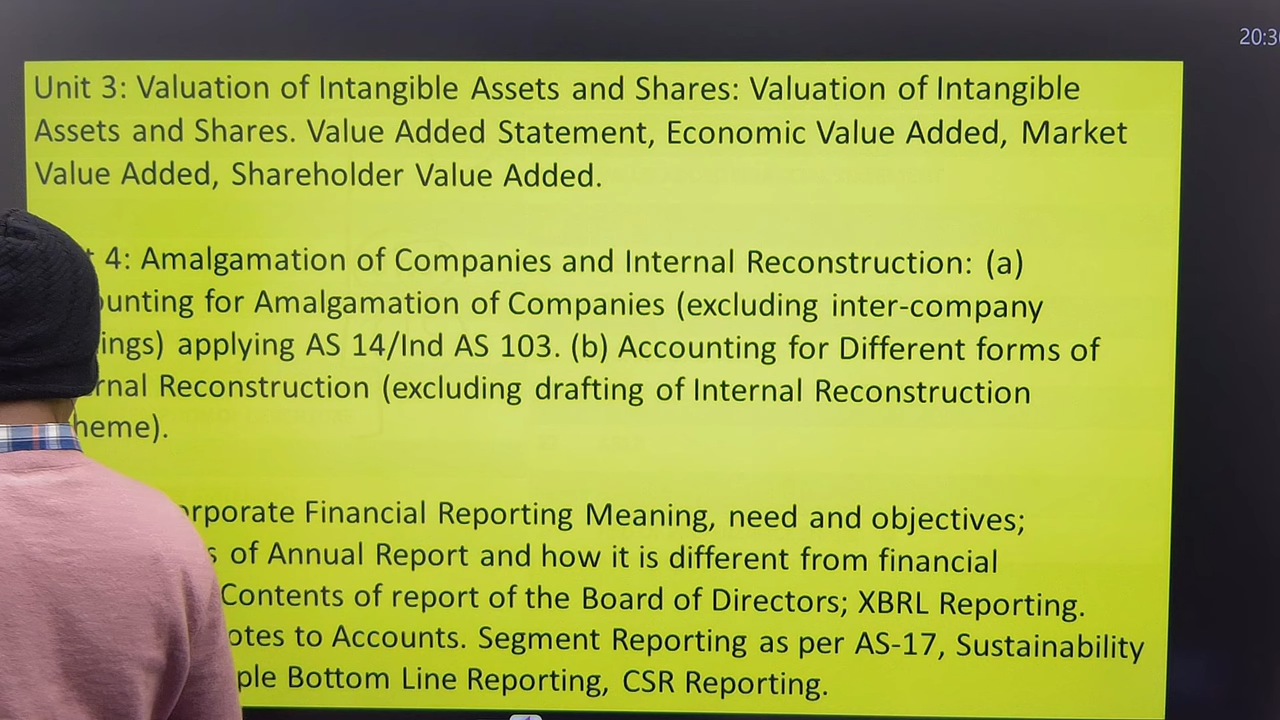 20:3
Unit 3: Valuation of Intangible Assets and Shares: Valuation of Intangible
Assets and Shares. Value Added Statement, Economic Value Added, Market
Value Added, Shareholder Value Added.
4: Amalgamation of Companies and Internal Reconstruction: (a)
ounting for Amalgamation of Companies (excluding inter-company
ings) applying AS 14/Ind AS 103. (b) Accounting for Different forms of
rnal Reconstruction (excluding drafting of Internal Reconstruction
heme).
orporate Financial Reporting Meaning, need and objectives;
s of Annual Report and how it is different from financial
Contents of report of the Board of Directors; XBRL Reporting.
otes to Accounts. Segment Reporting as per AS-17, Sustainability
ple Bottom Line Reporting, CSR Reporting.